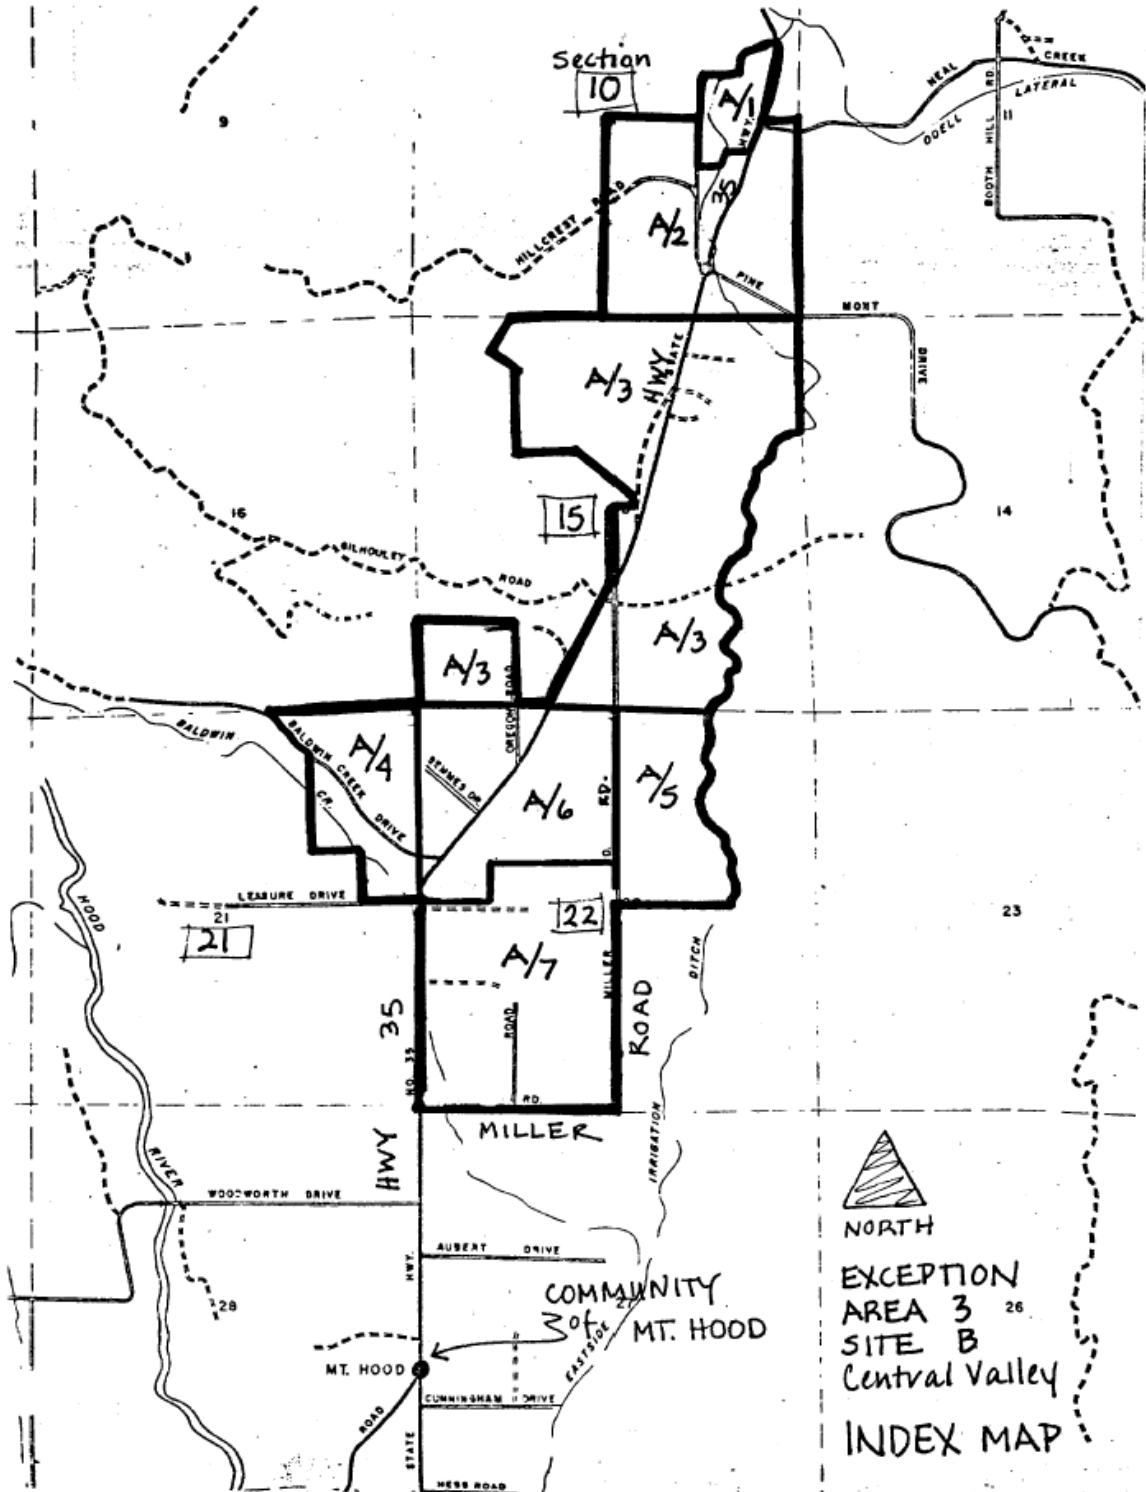 Section
10
NEAL CREEK
A/1
HWY.
35
LATERAL
ODELL
11
BOOTH HILL RD.
9
HILLCREST ROAD
A/2
PINE
MONT
DRIVE
HWY
STATE
A/3
15
16
GILHOULEY ROAD
14
A/3
A/3
OREGOMA ROAD
BALDWIN
CR.
BALDWIN CREEK DRIVE
A/4
SEMMES DR.
A/6
RD.
A/5
LEASURE DRIVE
21
21
22
23
HOOD
RIVER
A/7
MILLER
ROAD
DITCH
35
NO. 35
ROAD
RD.
MILLER
IRRIGATION
HWY
NORTH
WOODWORTH DRIVE
AUBERT DRIVE
HWY.
EXCEPTION
AREA 3
SITE B
Central Valley
INDEX MAP
26
28
27
COMMUNITY
of MT. HOOD
EASTSIDE
MT. HOOD
CUNNINGHAM DRIVE
ROAD
STATE
HESS ROAD